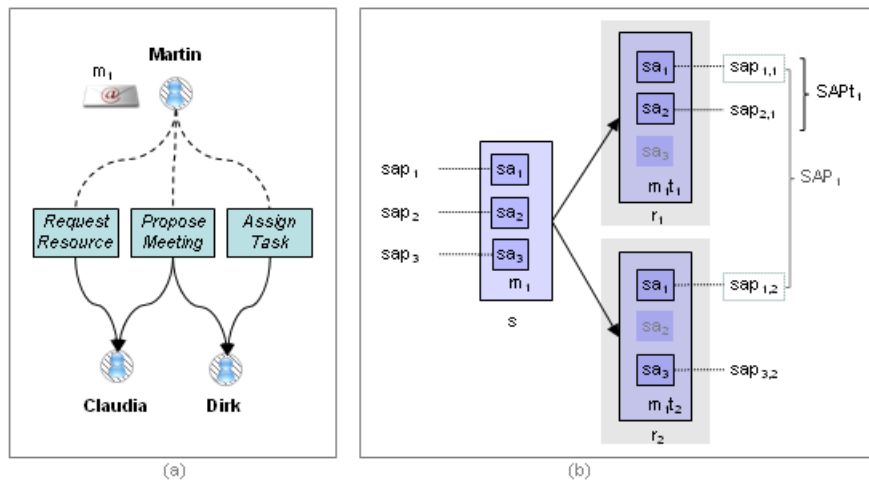 Martin
m1
@
Request
Resource
Propose
Meeting
Assign
Task
Claudia
Dirk
(a)
sap1
sap2
sap3
sa1
sa2
sa3
m1
s
sa1
sa2
sa3
m1t1
r1
sap1,1
sap2,1
SAPt1
SAP1
sa1
sa2
sa3
m1t2
r2
sap1,2
sap3,2
(b)